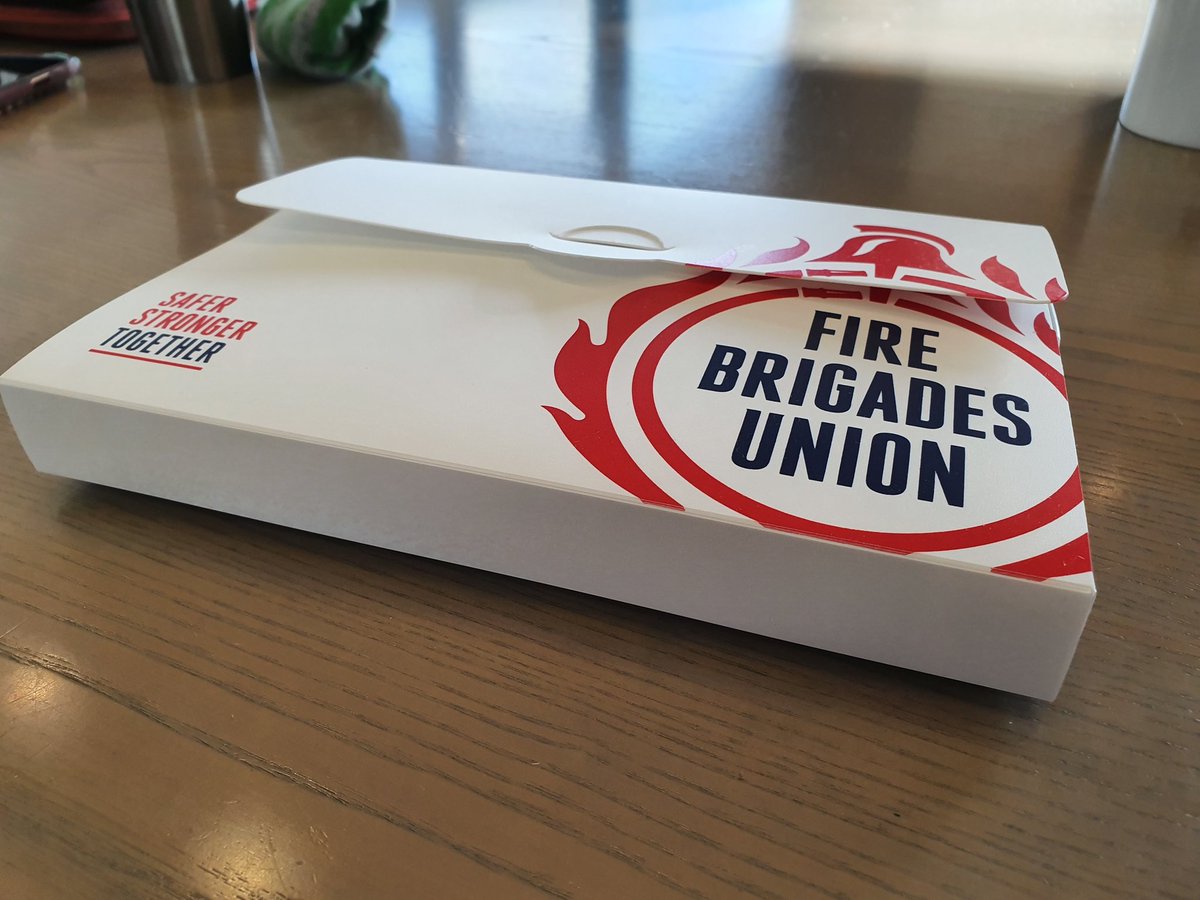 SAFER
STRONGER
TOGETHER
FIRE
BRIGADES
UNION